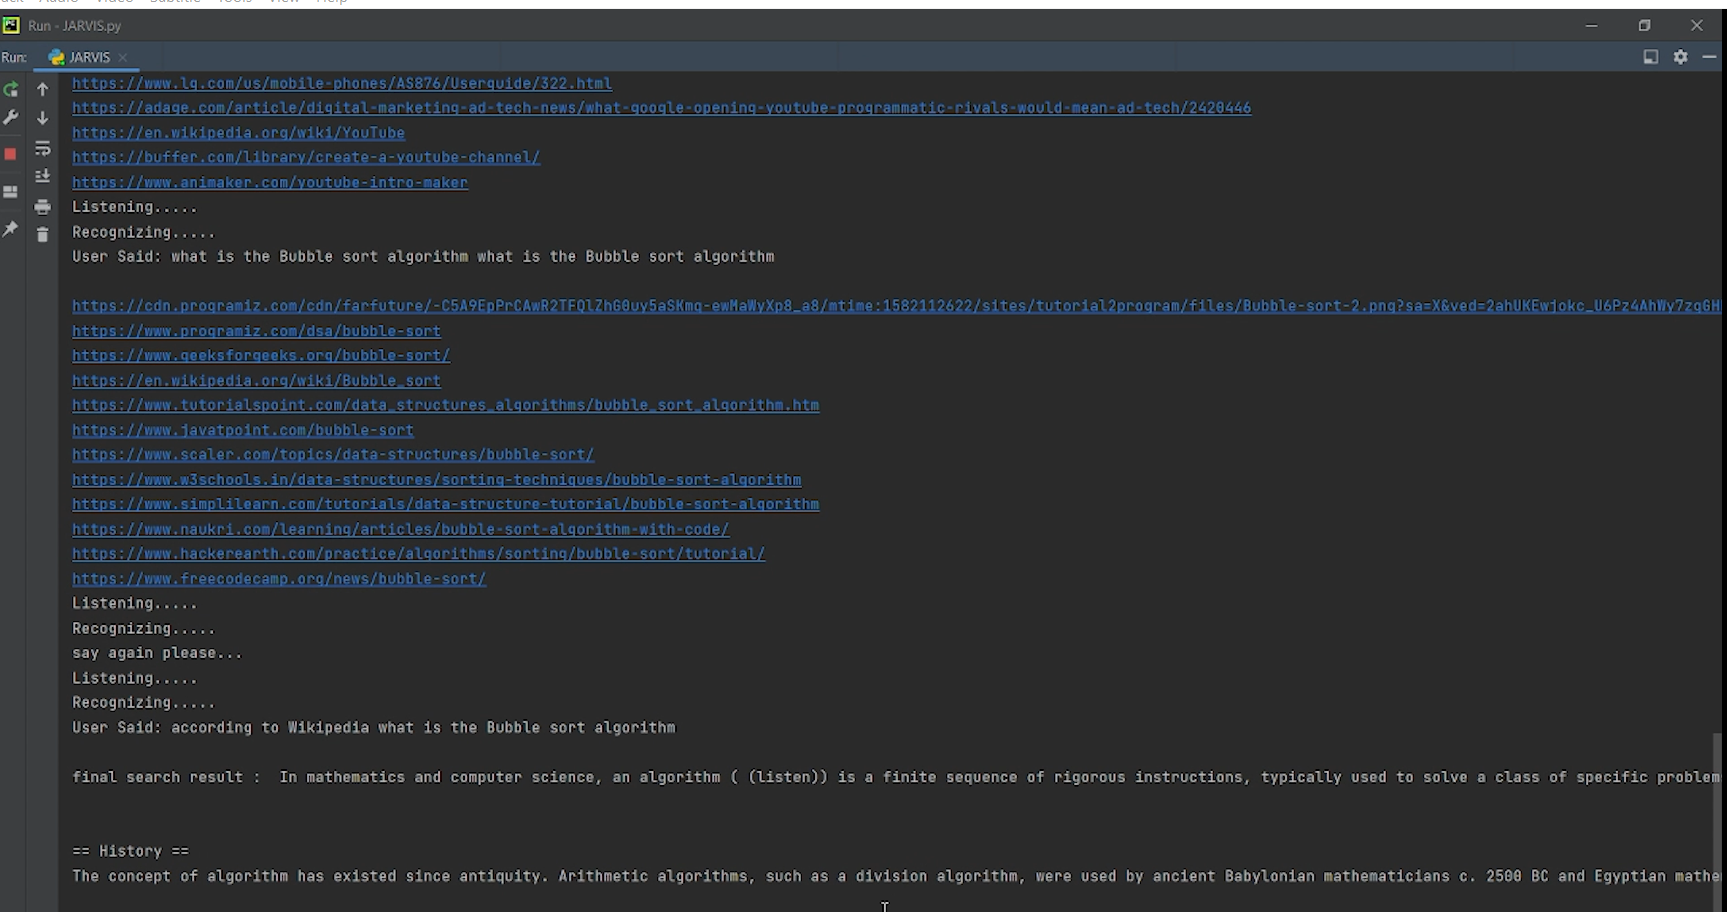 Audio Video Subtitle Tools View Help
Run - JARVIS.py
Run:
JARVIS
https://www.lg.com/us/mobile-phones/AS876/Userguide/322.html
https://adage.com/article/digital-marketing-ad-tech-news/what-google-opening-youtube-programmatic-rivals-would-mean-ad-tech/2420446
https://en.wikipedia.org/wiki/YouTube
https://buffer.com/library/create-a-youtube-channel/
https://www.animaker.com/youtube-intro-maker
Listening.....
Recognizing.....
User Said: what is the Bubble sort algorithm what is the Bubble sort algorithm
https://cdn.programiz.com/cdn/farfuture/-C5A9EpPrCAwR2TFQlZhG0uy5aSKmq-ewMaWyXp8_a8/mtime:1582112622/sites/tutorial2program/files/Bubble-sort-2.png?sa=X&ved=2ahUKEwjokc_U6Pz4AhWy7zgGH
https://www.programiz.com/dsa/bubble-sort
https://www.geeksforgeeks.org/bubble-sort/
https://en.wikipedia.org/wiki/Bubble_sort
https://www.tutorialspoint.com/data_structures_algorithms/bubble_sort_algorithm.htm
https://www.javatpoint.com/bubble-sort
https://www.scaler.com/topics/data-structures/bubble-sort/
https://www.w3schools.in/data-structures/sorting-techniques/bubble-sort-algorithm
https://www.simplilearn.com/tutorials/data-structure-tutorial/bubble-sort-algorithm
https://www.naukri.com/learning/articles/bubble-sort-algorithm-with-code/
https://www.hackerearth.com/practice/algorithms/sorting/bubble-sort/tutorial/
https://www.freecodecamp.org/news/bubble-sort/
Listening.....
Recognizing.....
say again please...
Listening.....
Recognizing.....
User Said: according to Wikipedia what is the Bubble sort algorithm
final search result :  In mathematics and computer science, an algorithm ( (listen)) is a finite sequence of rigorous instructions, typically used to solve a class of specific problem
== History ==
The concept of algorithm has existed since antiquity. Arithmetic algorithms, such as a division algorithm, were used by ancient Babylonian mathematicians c. 2500 BC and Egyptian mathe